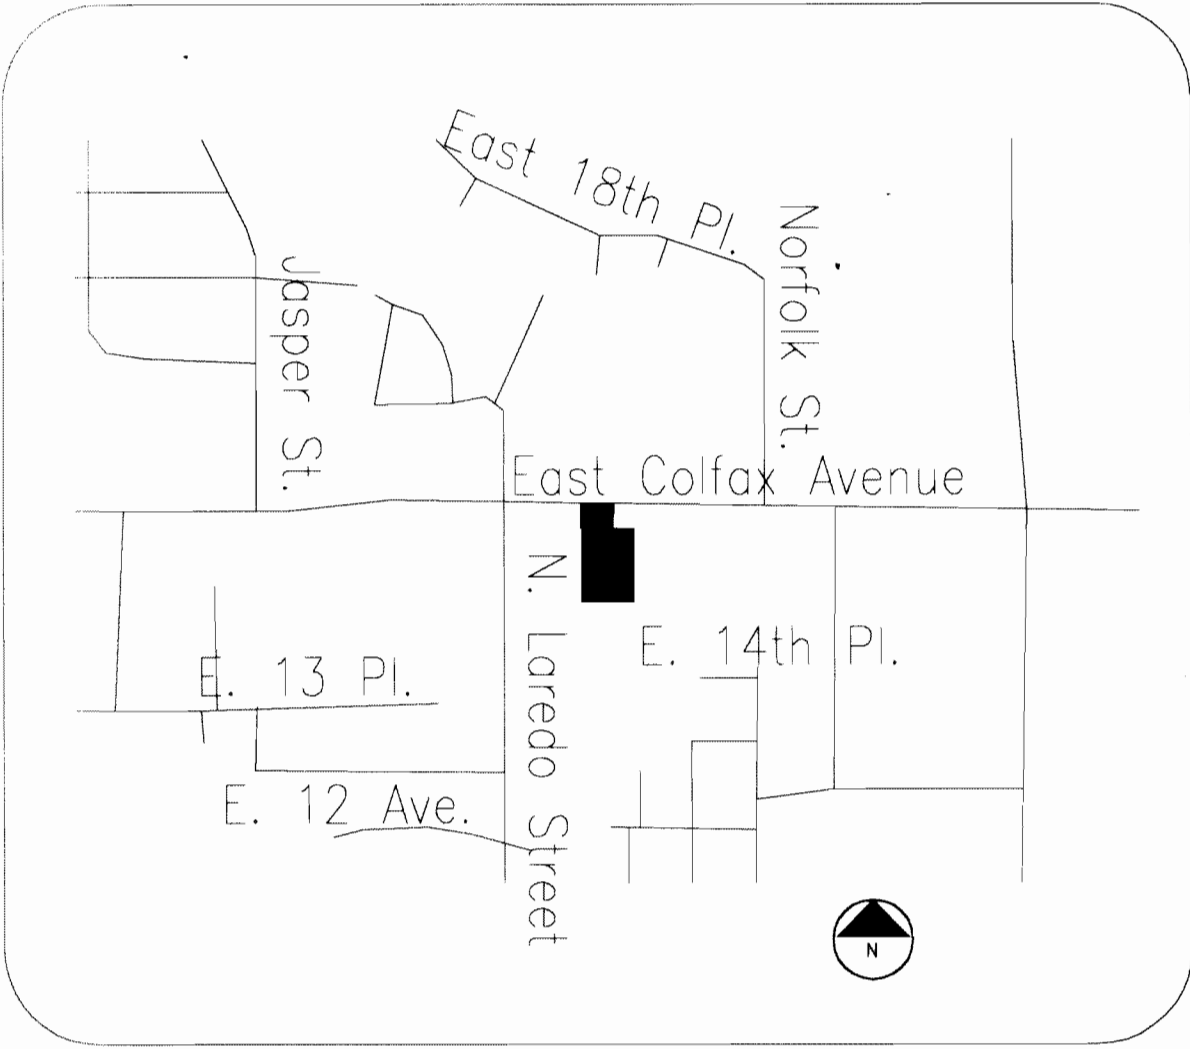 East 18th Pl.
Norfolk St.
Jasper St.
East Colfax Avenue
N. Laredo Street
E. 14th Pl.
E. 13 Pl.
E. 12 Ave.
N